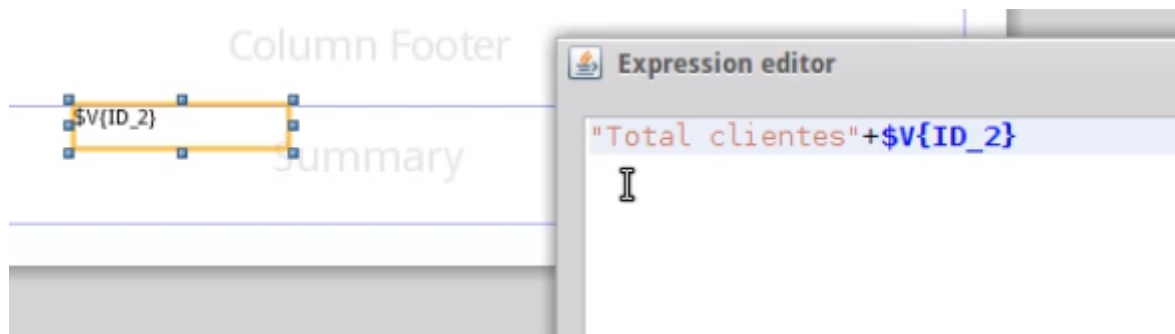 Column Footer
$V{ID_2}
Summary
Expression editor
"Total clientes"+$V{ID_2}